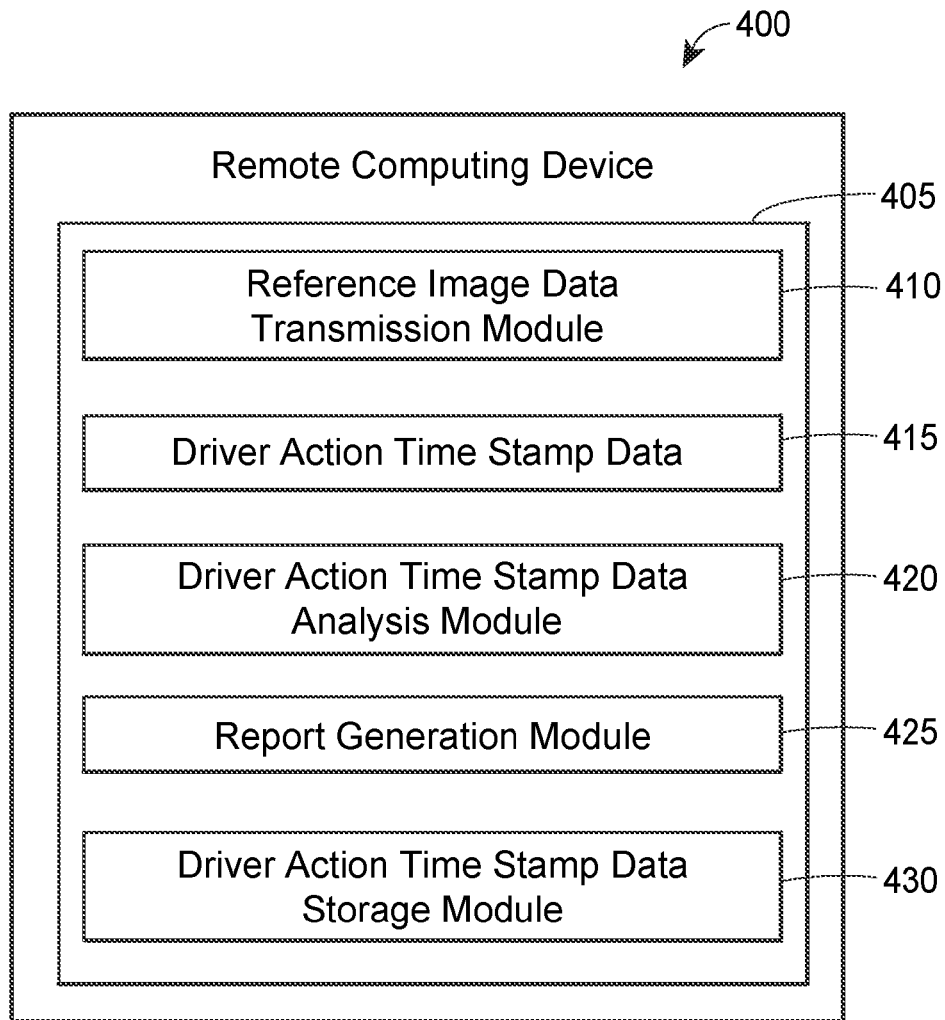 400
Remote Computing Device
405
Reference Image Data
Transmission Module
410
Driver Action Time Stamp Data
415
Driver Action Time Stamp Data
Analysis Module
420
Report Generation Module
425
Driver Action Time Stamp Data
Storage Module
430